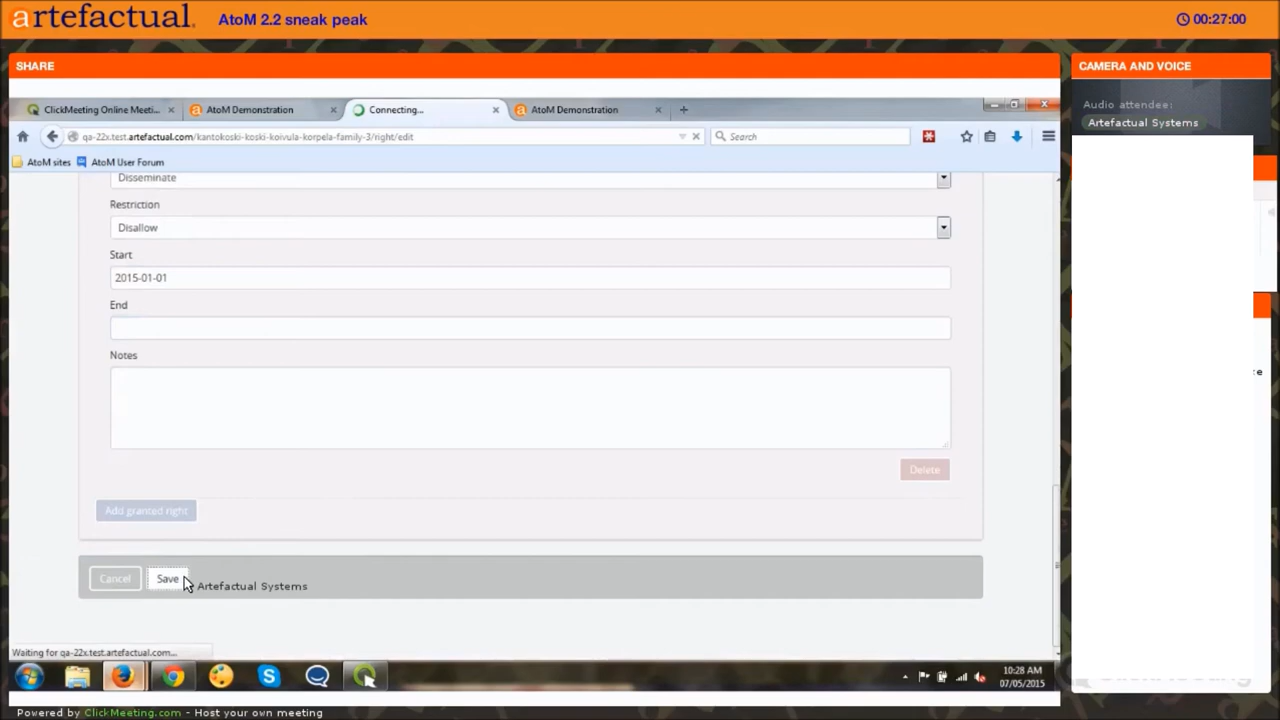 artefactual.
AtoM 2.2 sneak peak
00:27:00
SHARE
CAMERA AND VOICE
ClickMeeting Online Meeti...
AtoM Demonstration
Connecting...
AtoM Demonstration
Audio attendee:
Artefactual Systems
qa-22x.test.artefactual.com/kantokoski-koski-koivula-korpela-family-3/right/edit
Search
AtoM sites
AtoM User Forum
Disseminate
Restriction
Disallow
Start
2015-01-01
End
Notes
Delete
Add granted right
Cancel
Save
Artefactual Systems
Waiting for qa-22x.test.artefactual.com...
10:28 AM
07/05/2015
Powered by ClickMeeting.com - Host your own meeting